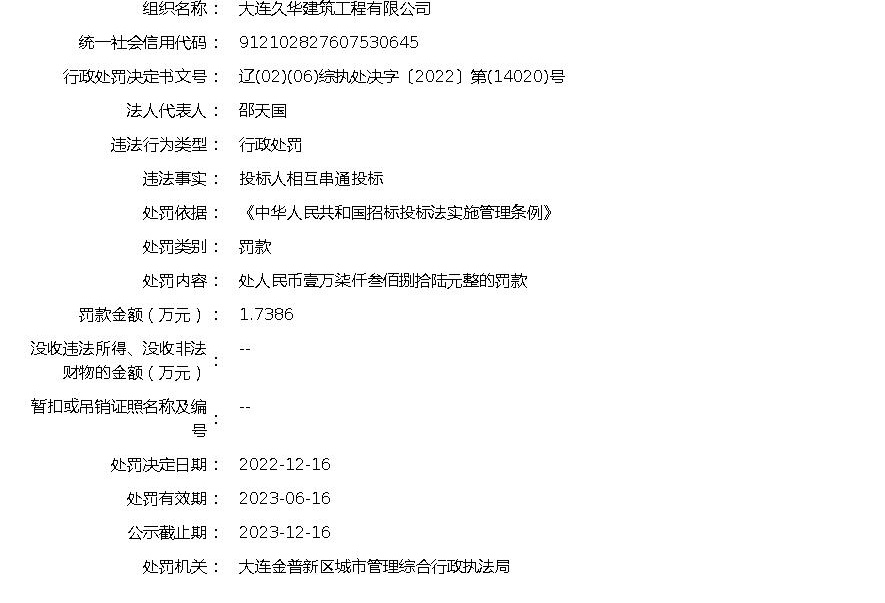 组织名称： 大连久华建筑工程有限公司
统一社会信用代码： 912102827607530645
行政处罚决定书文号： 辽(02)(06)综执处决字〔2022〕第(14020)号
法人代表人： 邵天国
违法行为类型： 行政处罚
违法事实： 投标人相互串通投标
处罚依据： 《中华人民共和国招标投标法实施管理条例》
处罚类别： 罚款
处罚内容： 处人民币壹万柒仟叁佰捌拾陆元整的罚款
罚款金额（万元）： 1.7386
没收违法所得、没收非法
财物的金额（万元）： --
暂扣或吊销证照名称及编
号： --
处罚决定日期： 2022-12-16
处罚有效期： 2023-06-16
公示截止期： 2023-12-16
处罚机关： 大连金普新区城市管理综合行政执法局